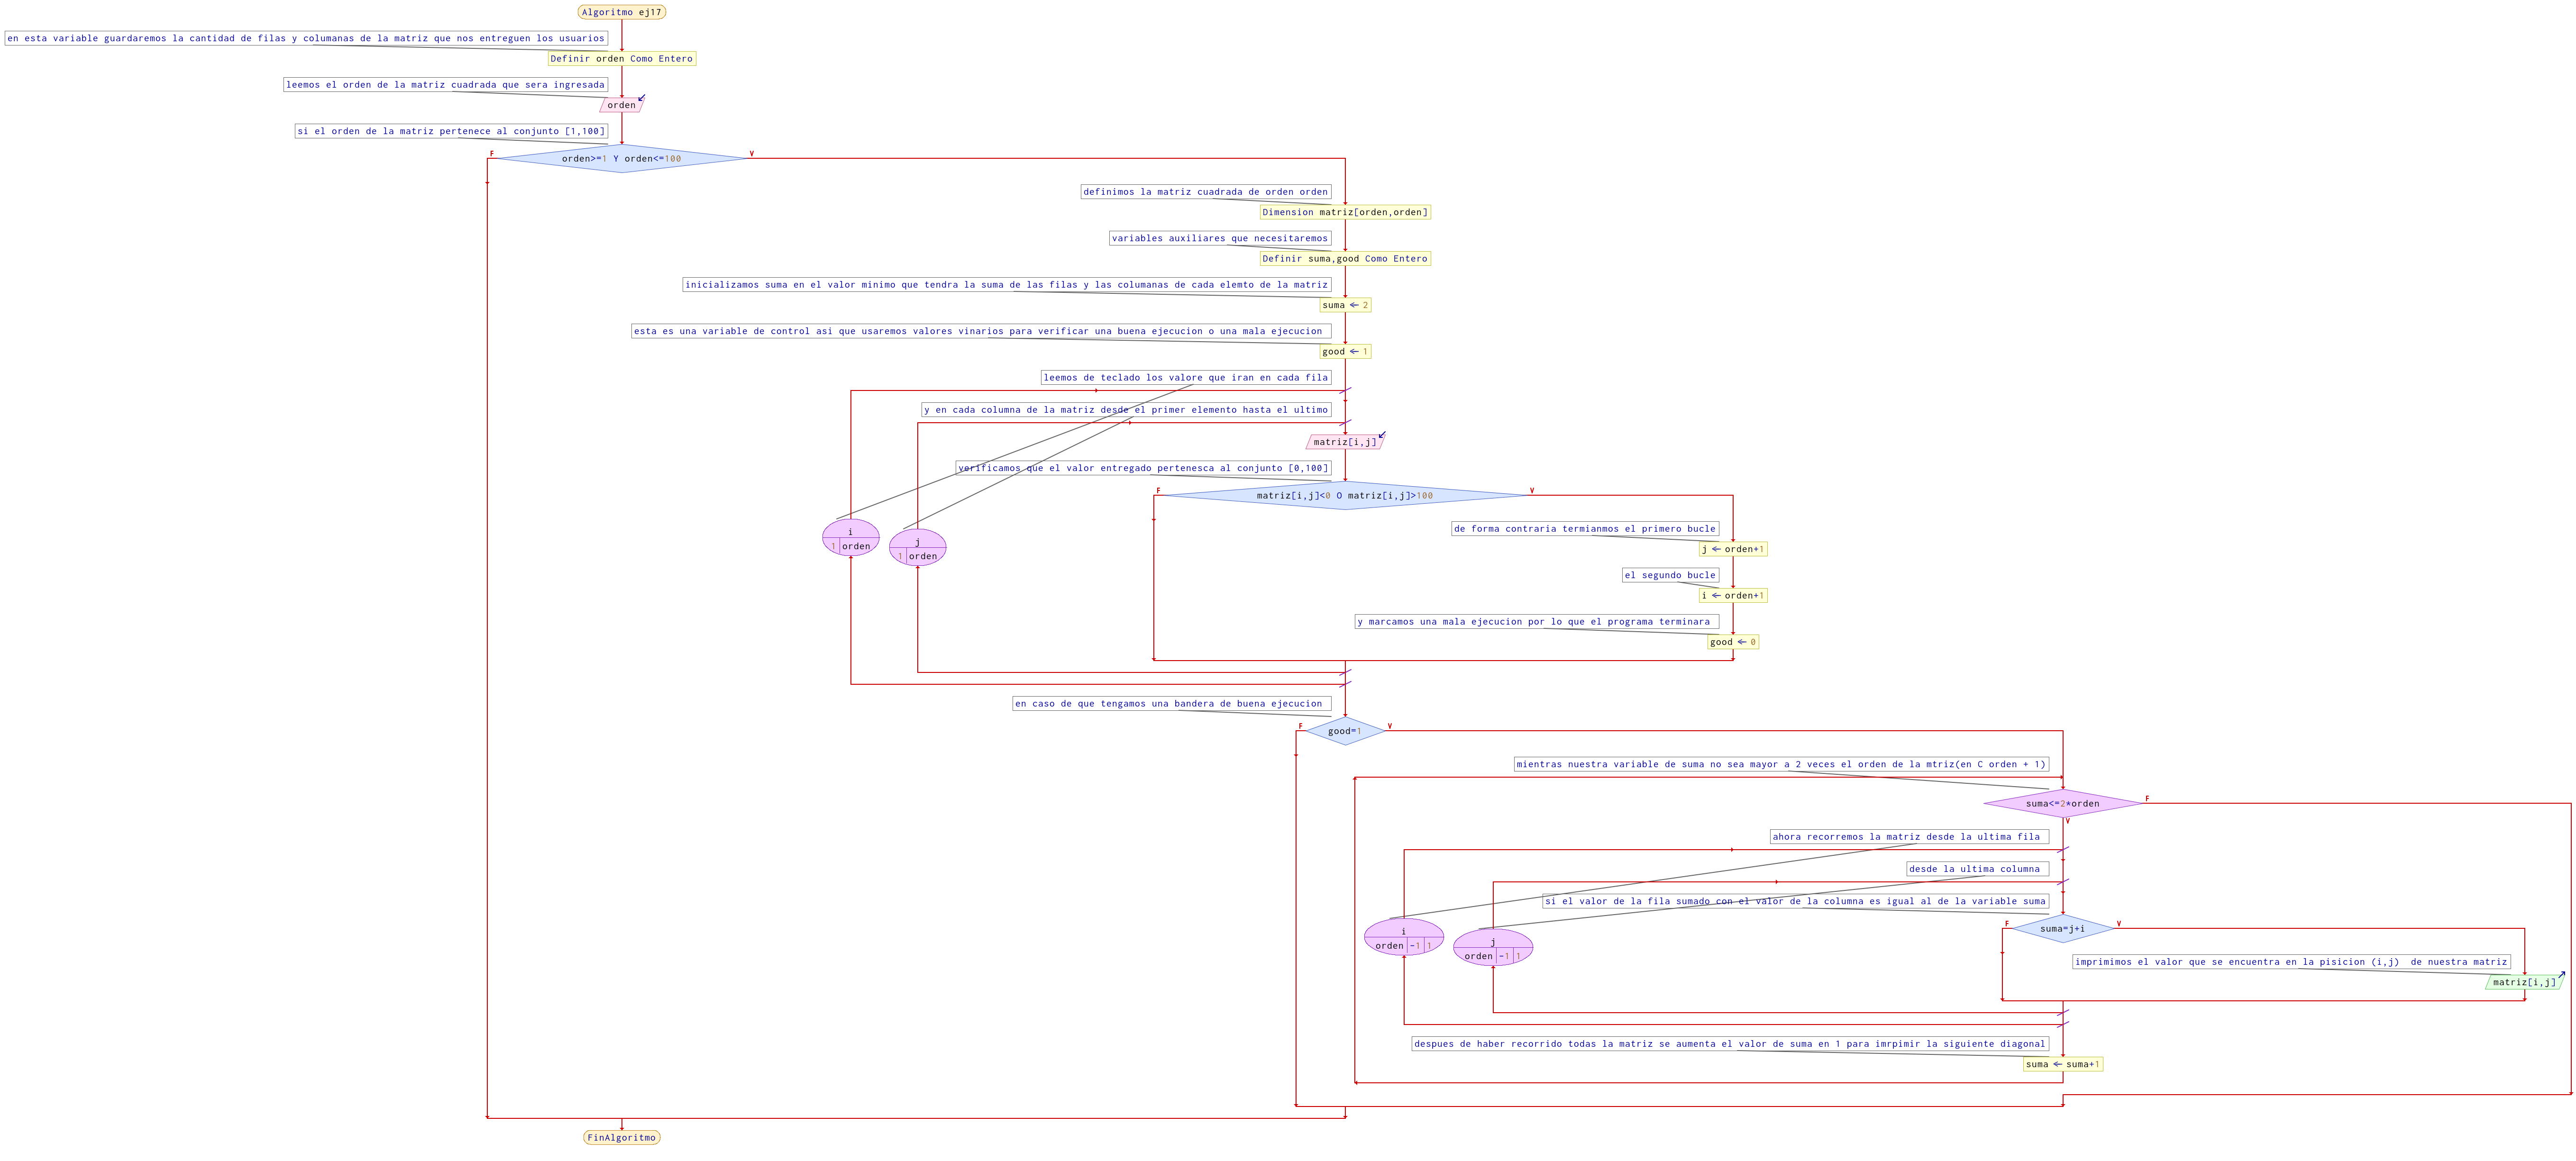 Algoritmo ej17
en esta variable guardaremos la cantidad de filas y columanas de la matriz que nos entreguen los usuarios
Definir orden Como Entero
leemos el orden de la matriz cuadrada que sera ingresada
orden
si el orden de la matriz pertenece al conjunto [1,100]
F
orden>=1 Y orden<=100
V
definimos la matriz cuadrada de orden orden
Dimension matriz[orden,orden]
variables auxiliares que necesitaremos
Definir suma,good Como Entero
inicializamos suma en el valor minimo que tendra la suma de las filas y las columanas de cada elemto de la matriz
suma ← 2
esta es una variable de control asi que usaremos valores vinarios para verificar una buena ejecucion o una mala ejecucion
good ← 1
leemos de teclado los valore que iran en cada fila
y en cada columna de la matriz desde el primer elemento hasta el ultimo
matriz[i,j]
verificamos que el valor entregado pertenesca al conjunto [0,100]
F
matriz[i,j]<0 O matriz[i,j]>100
V
i
1 orden
j
1 orden
de forma contraria termianmos el primero bucle
j ← orden+1
el segundo bucle
i ← orden+1
y marcamos una mala ejecucion por lo que el programa terminara
good ← 0
en caso de que tengamos una bandera de buena ejecucion
F
good=1
V
mientras nuestra variable de suma no sea mayor a 2 veces el orden de la mtriz(en C orden + 1)
suma<=2*orden
F
V
ahora recorremos la matriz desde la ultima fila
desde la ultima columna
si el valor de la fila sumado con el valor de la columna es igual al de la variable suma
F
suma=j+i
V
i
orden -1 1
j
orden -1 1
imprimimos el valor que se encuentra en la pisicion (i,j)  de nuestra matriz
matriz[i,j]
despues de haber recorrido todas la matriz se aumenta el valor de suma en 1 para imrpimir la siguiente diagonal
suma ← suma+1
FinAlgoritmo